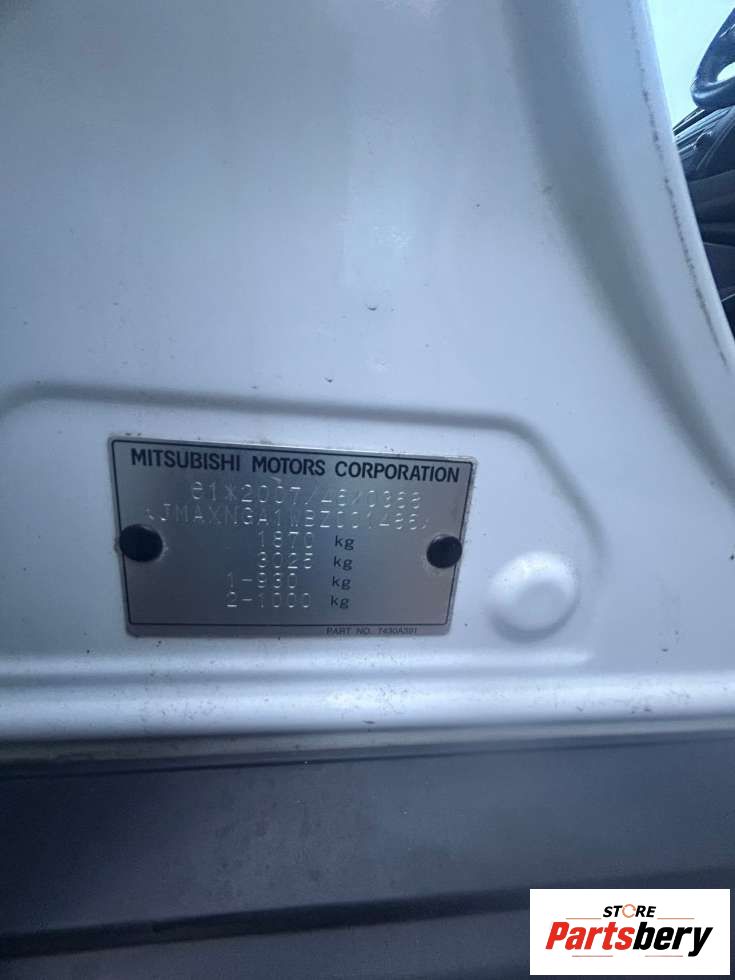 MITSUBISHI MOTORS CORPORATION
e1*2007/46/0368
*JMAXNGA1WBZ001486*
1870 kg
3025 kg
1-930 kg
2-1000 kg
PART NO. 7430A391
STORE
Partsbery